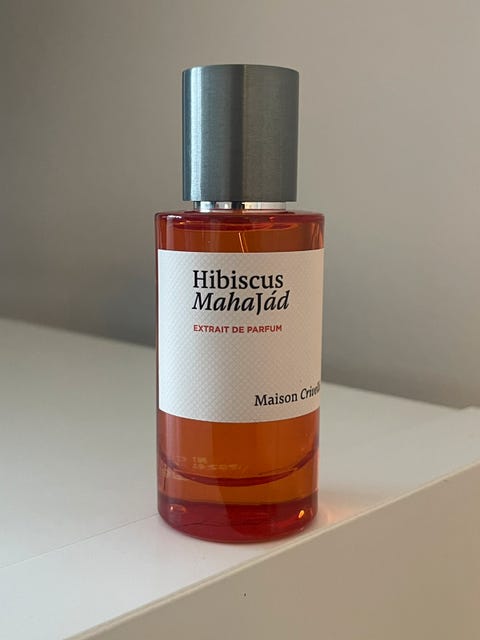 Hibiscus
MahaJád
EXTRAIT DE PARFUM
Maison